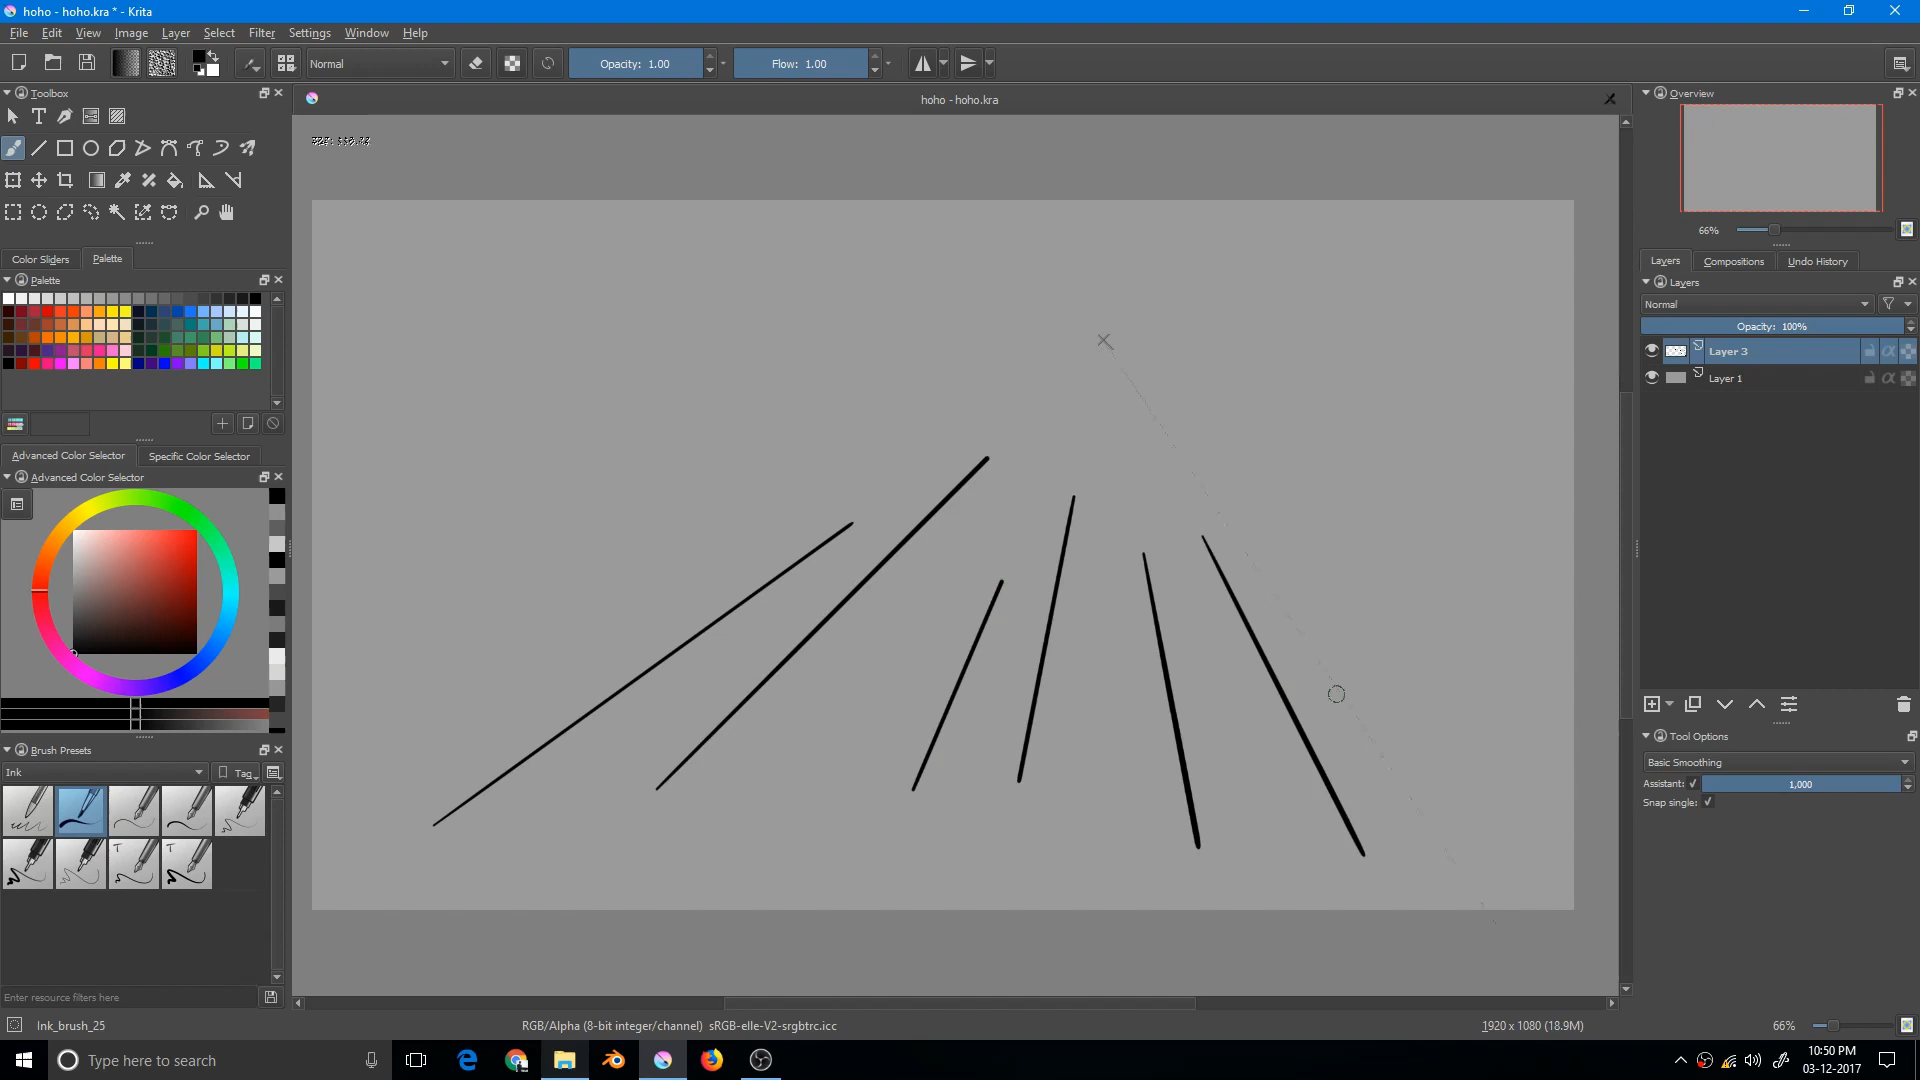 hoho - hoho.kra * - Krita
File Edit View Image Layer Select Filter Settings Window Help
Normal Opacity: 1.00 Flow: 1.00
Toolbox
hoho - hoho.kra
Overview
66%
Color Sliders Palette
Palette
Layers Compositions Undo History
Layers
Normal
Opacity: 100%
Layer 3
Layer 1
Advanced Color Selector Specific Color Selector
Advanced Color Selector
Tool Options
Basic Smoothing
Assistant: 1,000
Snap single:
Brush Presets
Ink Tag
T T
Enter resource filters here
Ink_brush_25 RGB/Alpha (8-bit integer/channel) sRGB-elle-V2-srgbtrc.icc 1920 x 1080 (18.9M) 66%
Type here to search
10:50 PM
03-12-2017